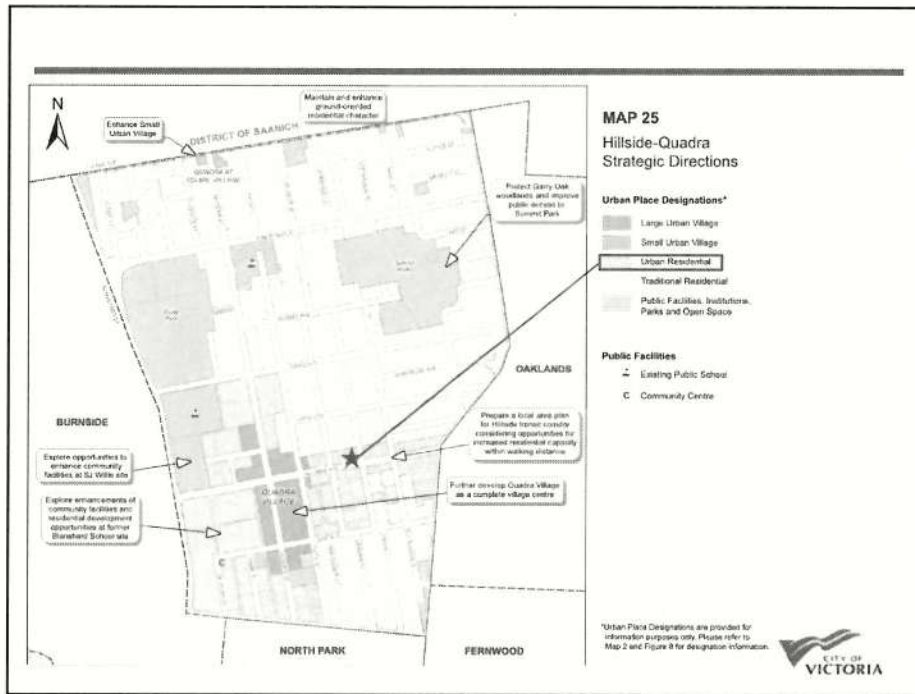 N
Enhance Small
Urban Village
Maintain and enhance
ground-oriented
residential character
DISTRICT OF SAANICH
Protect Garry Oak
woodlands and improve
public access to
Summit Park
OAKLANDS
BURNSIDE
Prepare a local area plan
for Hillside transit corridor
considering opportunities for
increased residential capacity
within walking distance
Explore opportunities to
enhance community
facilities at SJ Willis site
QUADRA
VILLAGE
Further develop Quadra Village
as a complete village centre
Explore enhancements of
community facilities and
residential development
opportunities at former
Blanshard School site
C
NORTH PARK
FERNWOOD
MAP 25
Hillside-Quadra
Strategic Directions
Urban Place Designations*
Large Urban Village
Small Urban Village
Urban Residential
Traditional Residential
Public Facilities, Institutions,
Parks and Open Space
Public Facilities
Existing Public School
C Community Centre
*Urban Place Designations are provided for
information purposes only. Please refer to
Map 2 and Figure 8 for designation information.
CITY OF
VICTORIA